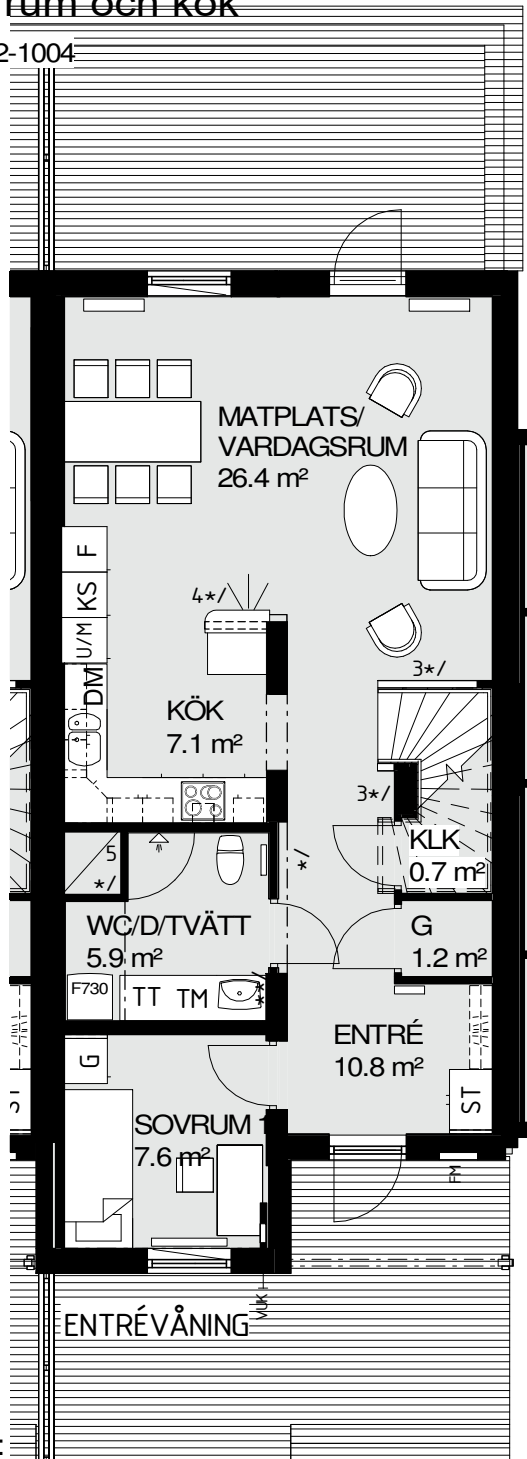 rum och kök
2-1004
MATPLATS/
VARDAGSRUM
26.4 m²
F
KS
U/M
DM
4*/
3*/
KÖK
7.1 m²
3*/
KLK
0.7 m²
5
*/
*/
WC/D/TVÄTT
5.9 m²
G
1.2 m²
F730
TT
TM
**/
ENTRÉ
10.8 m²
G
ST
ST
SOVRUM 1
7.6 m²
FM
VUK
ENTRÉVÅNING